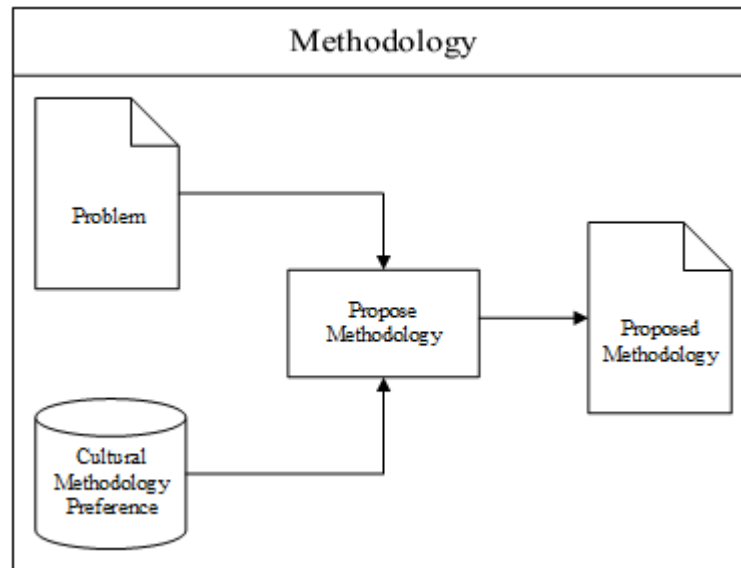 Methodology
Problem
Propose
Methodology
Proposed
Methodology
Cultural
Methodology
Preference